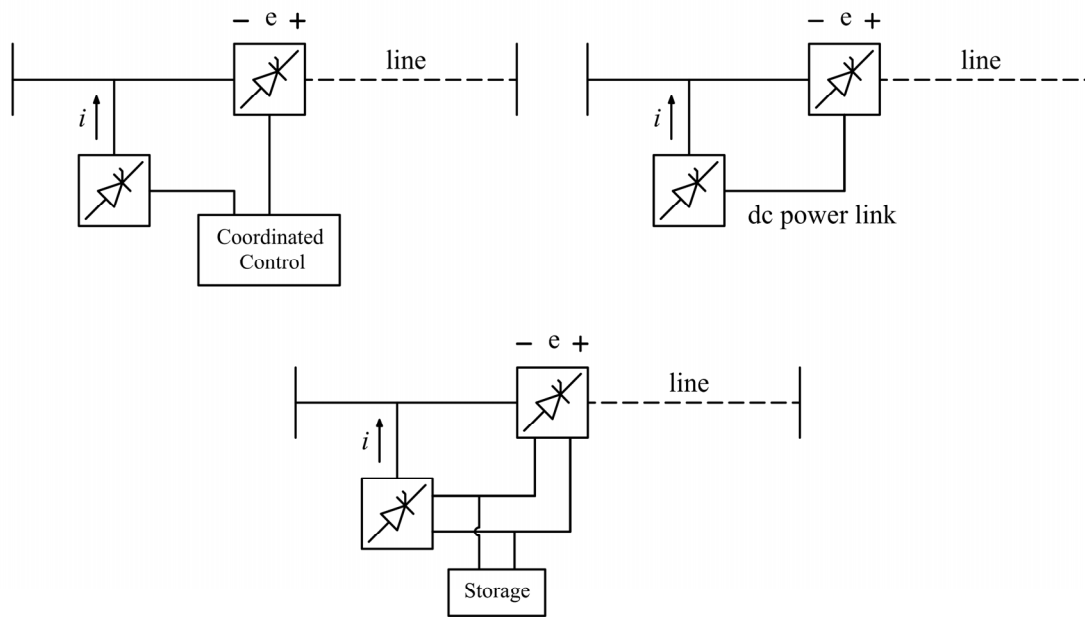 − e +
line
i
Coordinated
Control
− e +
line
i
dc power link
− e +
line
i
Storage